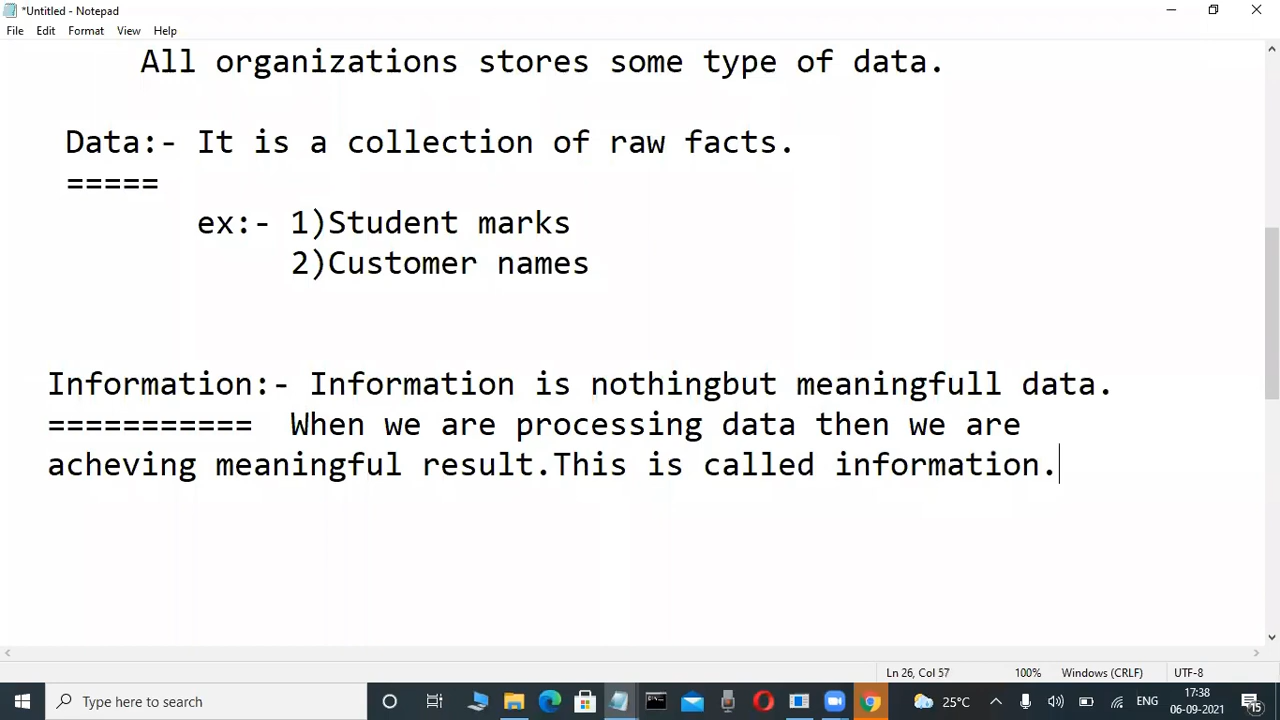 *Untitled - Notepad
File Edit Format View Help
All organizations stores some type of data.
Data:- It is a collection of raw facts.
=====
ex:- 1)Student marks
2)Customer names
Information:- Information is nothingbut meaningfull data.
=========== When we are processing data then we are
acheving meaningful result.This is called information.
Ln 26, Col 57 100% Windows (CRLF) UTF-8
Type here to search 25°C ENG 17:38
06-09-2021 15